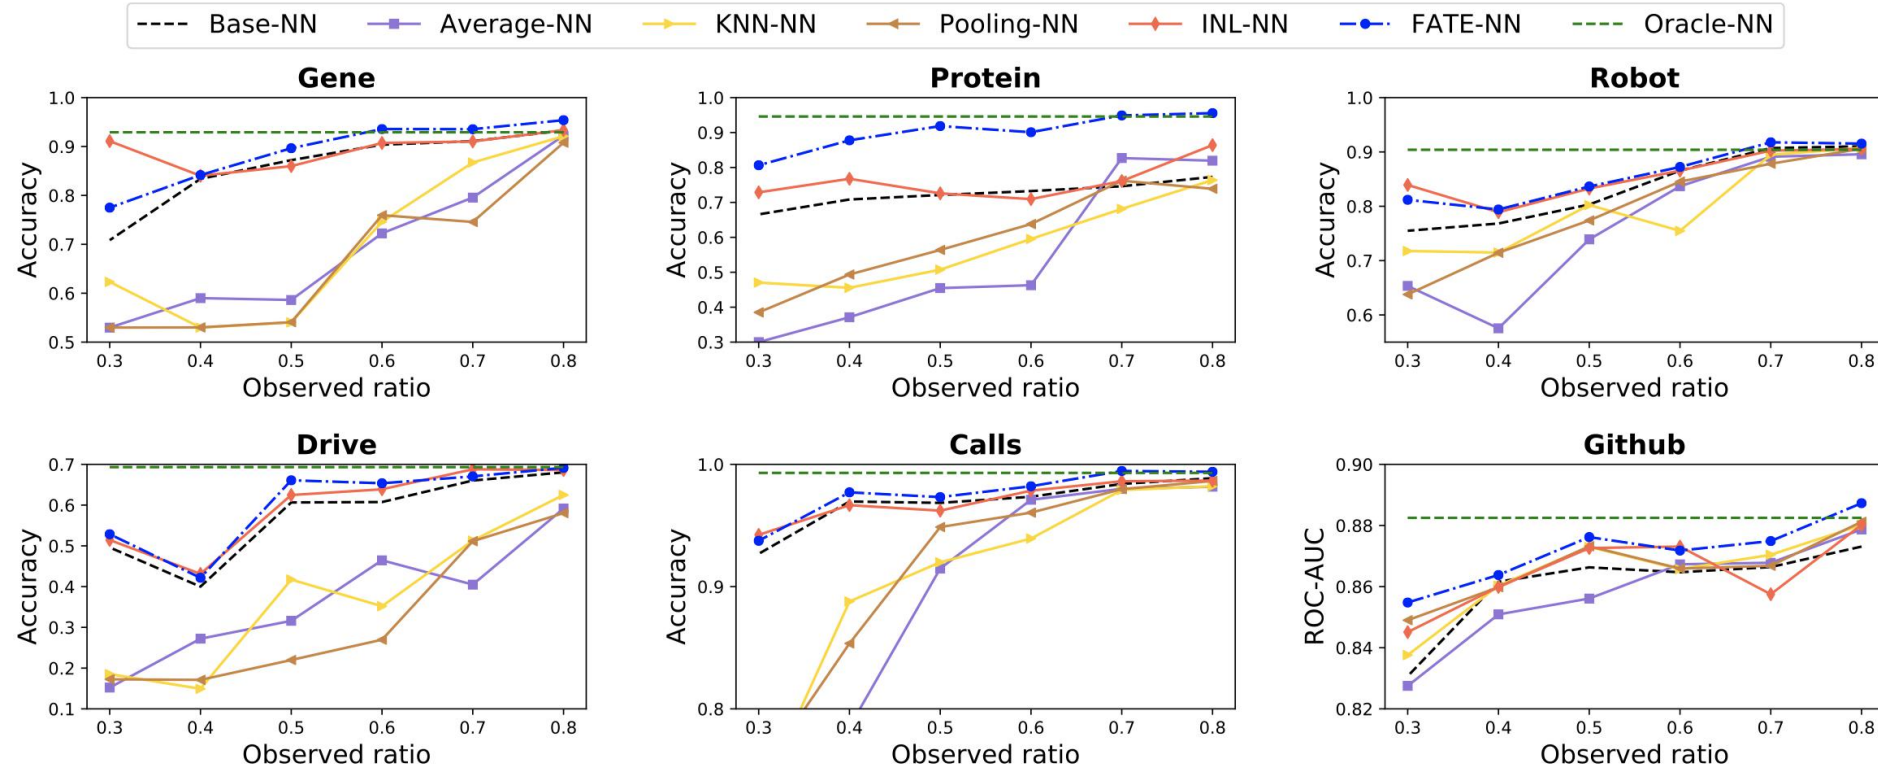 Base-NN Average-NN KNN-NN Pooling-NN INL-NN FATE-NN Oracle-NN
Gene
1.0
0.9
0.8
0.7
0.6
0.5
Accuracy
0.3 0.4 0.5 0.6 0.7 0.8
Observed ratio
Protein
1.0
0.9
0.8
0.7
0.6
0.5
0.4
0.3
Accuracy
0.3 0.4 0.5 0.6 0.7 0.8
Observed ratio
Robot
1.0
0.9
0.8
0.7
0.6
Accuracy
0.3 0.4 0.5 0.6 0.7 0.8
Observed ratio
Drive
0.7
0.6
0.5
0.4
0.3
0.2
0.1
Accuracy
0.3 0.4 0.5 0.6 0.7 0.8
Observed ratio
Calls
1.0
0.9
0.8
Accuracy
0.3 0.4 0.5 0.6 0.7 0.8
Observed ratio
Github
0.90
0.88
0.86
0.84
0.82
ROC-AUC
0.3 0.4 0.5 0.6 0.7 0.8
Observed ratio